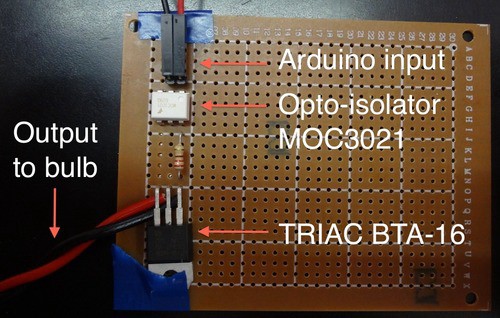 Arduino input
Opto-isolator
MOC3021
Output
to bulb
TRIAC BTA-16
A B C D E F G H I J K L M N O P Q R S T U V W X